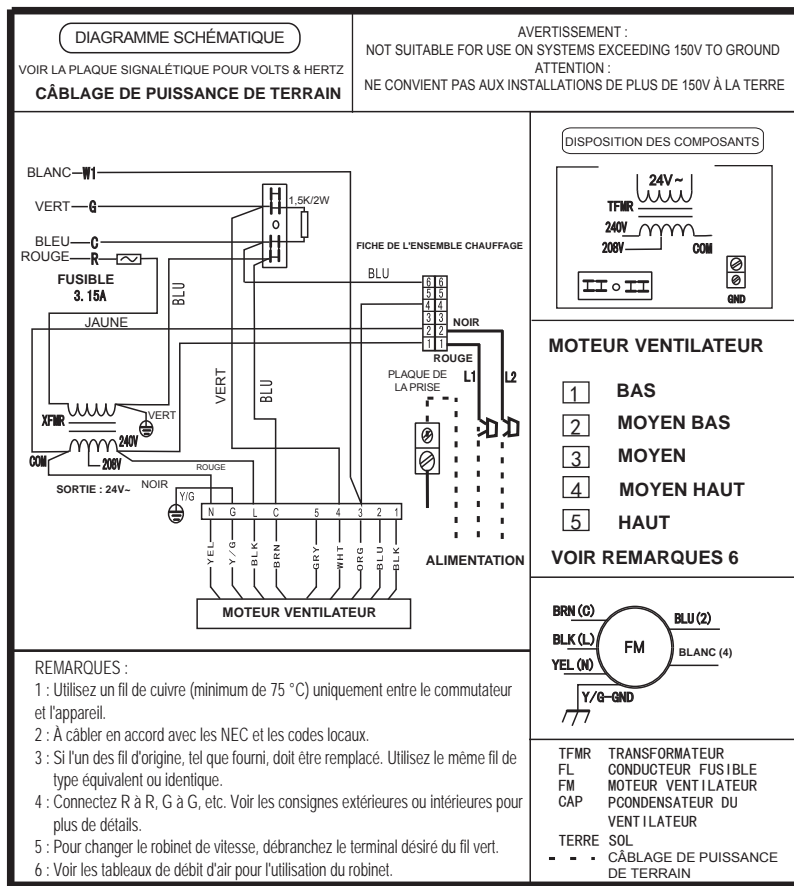 DIAGRAMME SCHÉMATIQUE
VOIR LA PLAQUE SIGNALÉTIQUE POUR VOLTS & HERTZ
CÂBLAGE DE PUISSANCE DE TERRAIN
AVERTISSEMENT :
NOT SUITABLE FOR USE ON SYSTEMS EXCEEDING 150V TO GROUND
ATTENTION :
NE CONVIENT PAS AUX INSTALLATIONS DE PLUS DE 150V À LA TERRE
BLANC W1
VERT G
BLEU C
ROUGE R
FUSIBLE
3.15A
1,5K/2W
BLU
JAUNE
FICHE DE L'ENSEMBLE CHAUFFAGE
BLU
6 6
5 5
4 4
3 3
2 2
1 1
NOIR
ROUGE
PLAQUE DE
LA PRISE
L1
L2
VERT
BLU
XFMR
VERT
240V
COM
208V
SORTIE : 24V~
ROUGE
NOIR
Y/G
N G L C 5 4 3 2 1
YEL
Y/G
BLK
BRN
GRY
WHT
ORG
BLU
BLK
MOTEUR VENTILATEUR
ALIMENTATION
DISPOSITION DES COMPOSANTS
24V~
TFMR
240V
208V
COM
GND
MOTEUR VENTILATEUR
1 BAS
2 MOYEN BAS
3 MOYEN
4 MOYEN HAUT
5 HAUT
VOIR REMARQUES 6
BRN (C)
BLK (L)
YEL (N)
FM
BLU (2)
BLANC (4)
Y/G-GND
REMARQUES :
1 : Utilisez un fil de cuivre (minimum de 75 °C) uniquement entre le commutateur
et l'appareil.
2 : À câbler en accord avec les NEC et les codes locaux.
3 : Si l'un des fil d'origine, tel que fourni, doit être remplacé. Utilisez le même fil de
type équivalent ou identique.
4 : Connectez R à R, G à G, etc. Voir les consignes extérieures ou intérieures pour
plus de détails.
5 : Pour changer le robinet de vitesse, débranchez le terminal désiré du fil vert.
6 : Voir les tableaux de débit d'air pour l'utilisation du robinet.
TFMR TRANSFORMATEUR
FL CONDUCTEUR FUSIBLE
FM MOTEUR VENTILATEUR
CAP PCONDENSATEUR DU
VENTILATEUR
TERRE SOL
CÂBLAGE DE PUISSANCE
DE TERRAIN